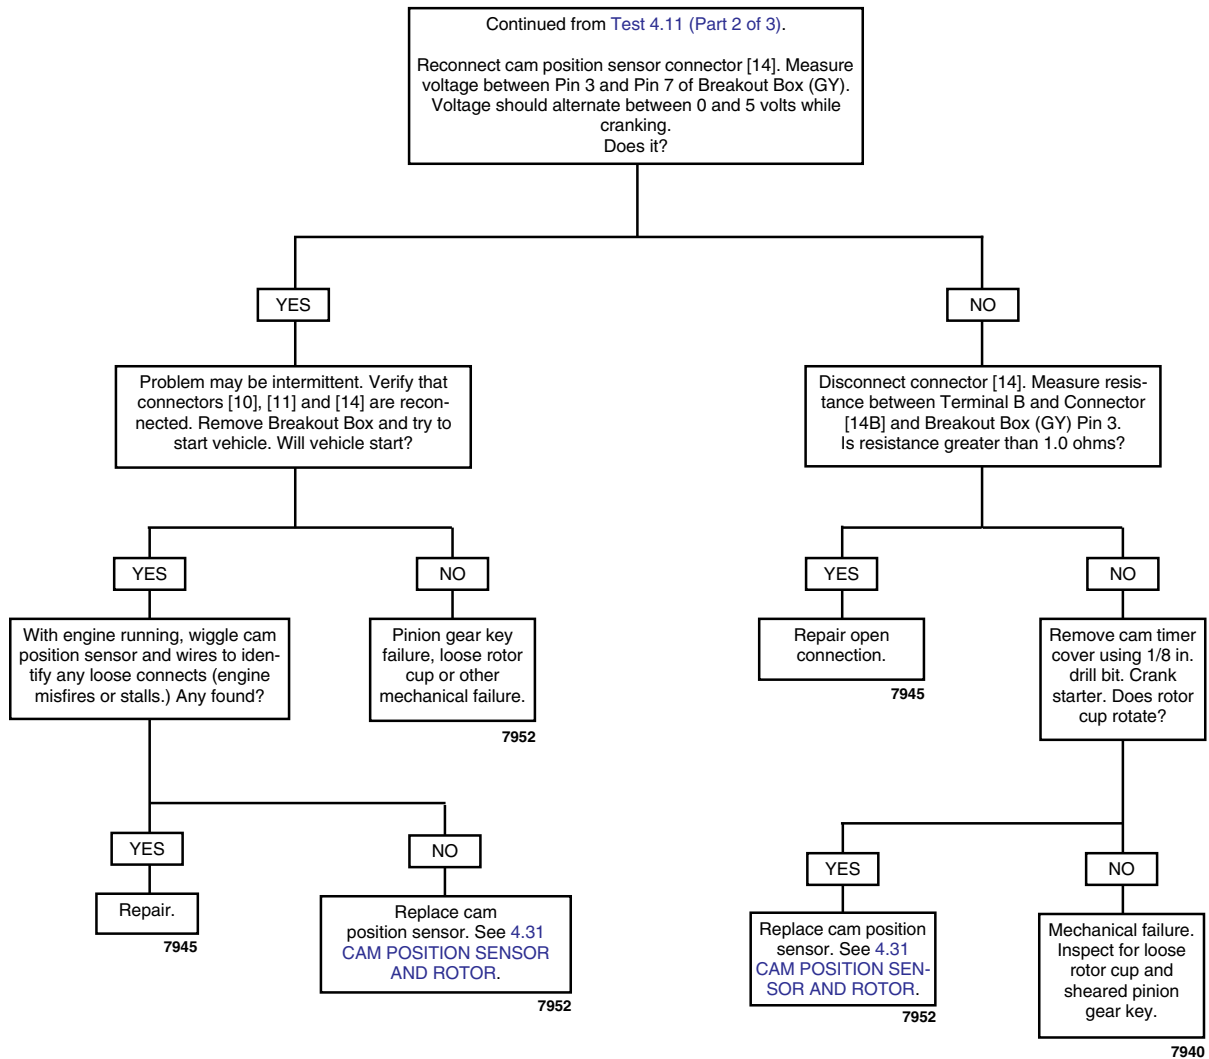 Continued from Test 4.11 (Part 2 of 3).
Reconnect cam position sensor connector [14]. Measure
voltage between Pin 3 and Pin 7 of Breakout Box (GY).
Voltage should alternate between 0 and 5 volts while
cranking.
Does it?
YES
NO
Problem may be intermittent. Verify that
connectors [10], [11] and [14] are recon-
nected. Remove Breakout Box and try to
start vehicle. Will vehicle start?
Disconnect connector [14]. Measure resis-
tance between Terminal B and Connector
[14B] and Breakout Box (GY) Pin 3.
Is resistance greater than 1.0 ohms?
YES
NO
YES
NO
With engine running, wiggle cam
position sensor and wires to iden-
tify any loose connects (engine
misfires or stalls.) Any found?
Pinion gear key
failure, loose rotor
cup or other
mechanical failure.
7952
Repair open
connection.
7945
Remove cam timer
cover using 1/8 in.
drill bit. Crank
starter. Does rotor
cup rotate?
YES
NO
YES
NO
Repair.
7945
Replace cam
position sensor. See 4.31
CAM POSITION SENSOR
AND ROTOR.
7952
Replace cam position
sensor. See 4.31
CAM POSITION SEN-
SOR AND ROTOR.
7952
Mechanical failure.
Inspect for loose
rotor cup and
sheared pinion
gear key.
7940